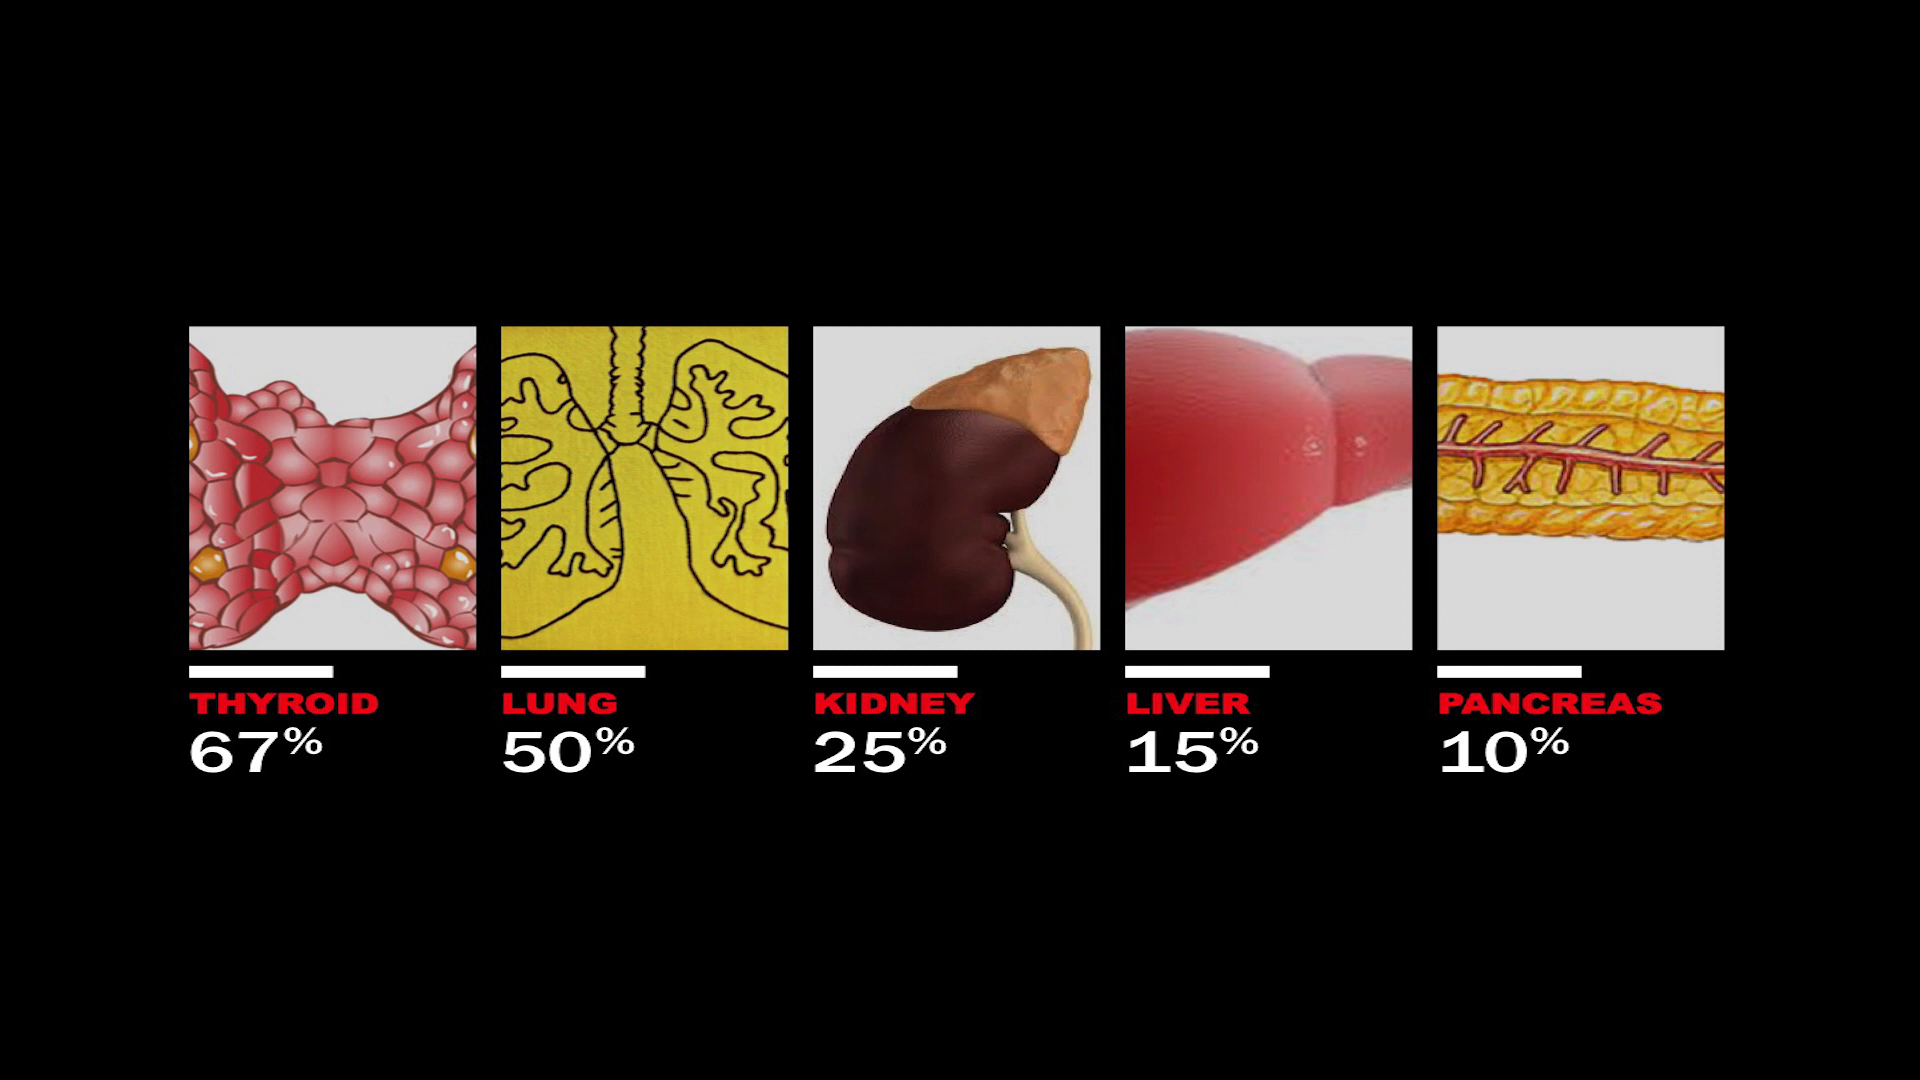 THYROID
67%
LUNG
50%
KIDNEY
25%
LIVER
15%
PANCREAS
10%